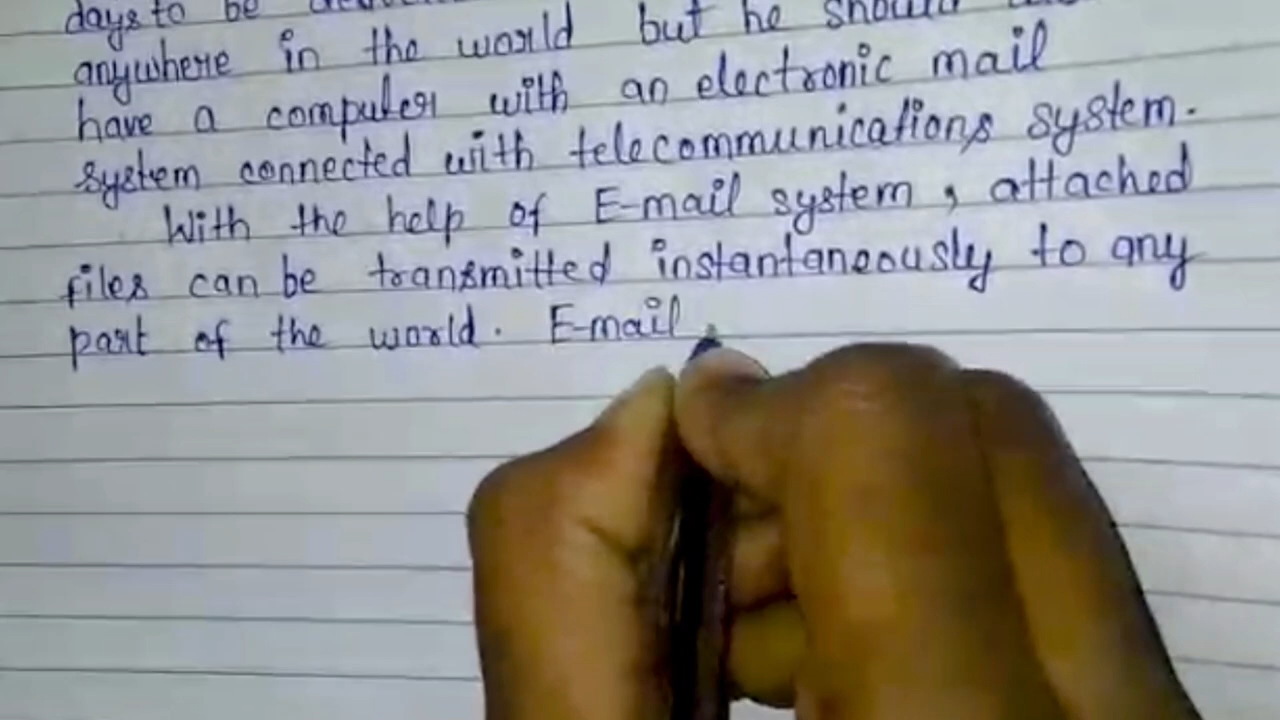 days to be
anywhere in the world but he should
have a computer with an electronic mail
system connected with telecommunications system.
With the help of E-mail system, attached
files can be transmitted instantaneously to any
part of the world. E-mail